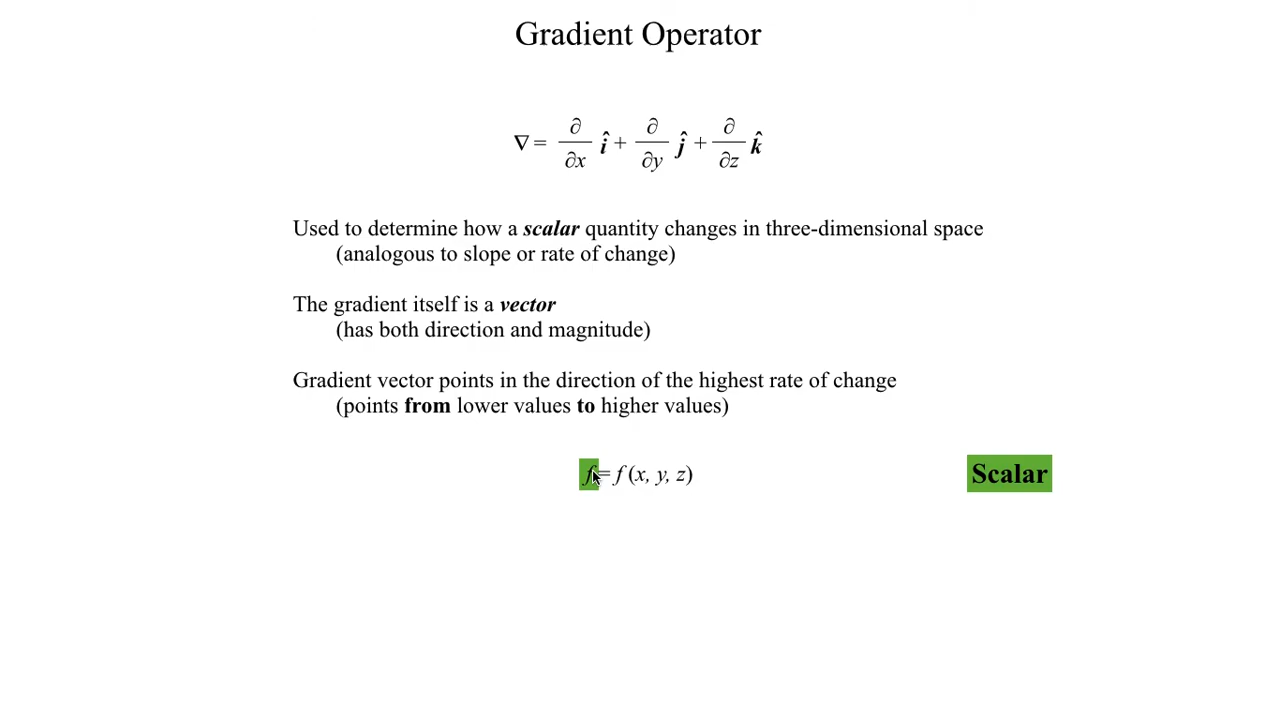 Gradient Operator
∇ = ∂/∂x î + ∂/∂y ĵ + ∂/∂z k̂
Used to determine how a scalar quantity changes in three-dimensional space
(analogous to slope or rate of change)
The gradient itself is a vector
(has both direction and magnitude)
Gradient vector points in the direction of the highest rate of change
(points from lower values to higher values)
f = f (x, y, z)
Scalar